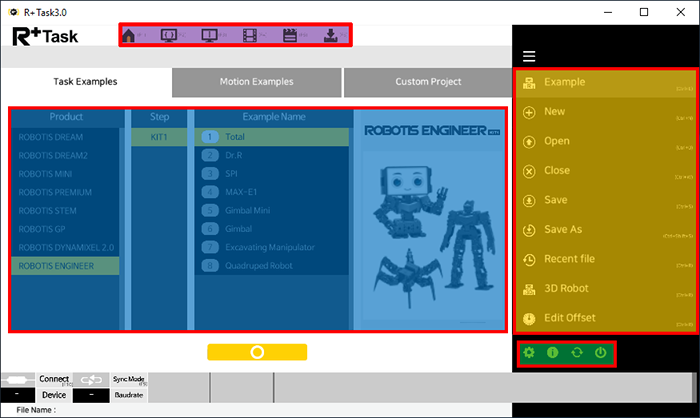 R+Task3.0
R+Task
Task Examples
Motion Examples
Custom Project
Product
Step
Example Name
ROBOTIS DREAM
ROBOTIS DREAM2
ROBOTIS MINI
ROBOTIS PREMIUM
ROBOTIS STEM
ROBOTIS GP
ROBOTIS DYNAMIXEL 2.0
ROBOTIS ENGINEER
KIT1
1 Total
2 Dr.R
3 SPI
4 MAX-E1
5 Gimbal Mini
6 Gimbal
7 Excavating Manipulator
8 Quadruped Robot
ROBOTIS ENGINEER KIT1
Example
New
Open
Close
Save
Save As
Recent file
3D Robot
Edit Offset
Connect
Sync Mode
- Device - Baudrate
File Name :